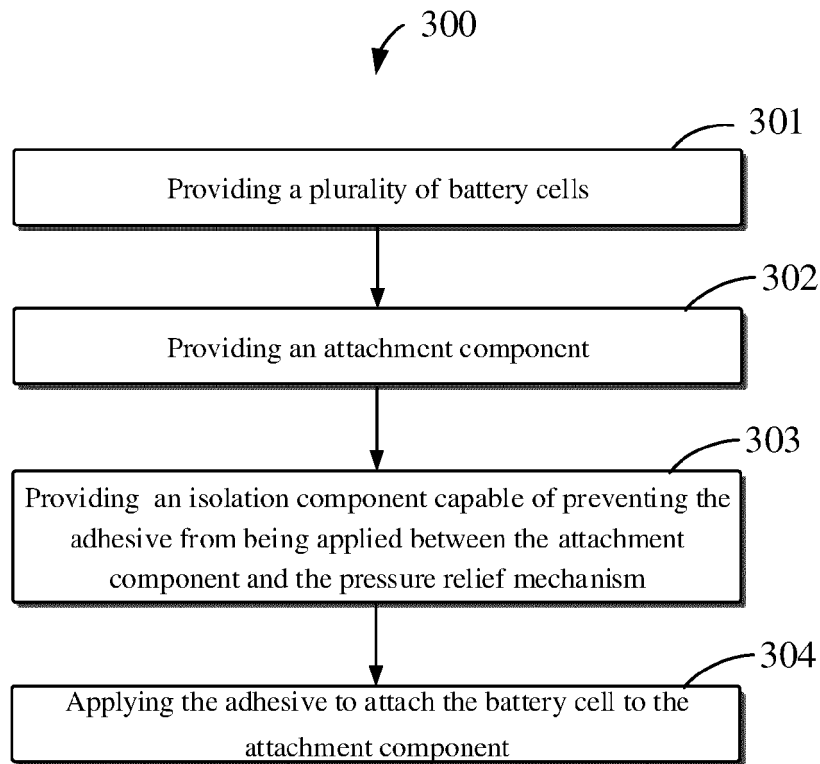 300
301
Providing a plurality of battery cells
302
Providing an attachment component
303
Providing an isolation component capable of preventing the
adhesive from being applied between the attachment
component and the pressure relief mechanism
304
Applying the adhesive to attach the battery cell to the
attachment component